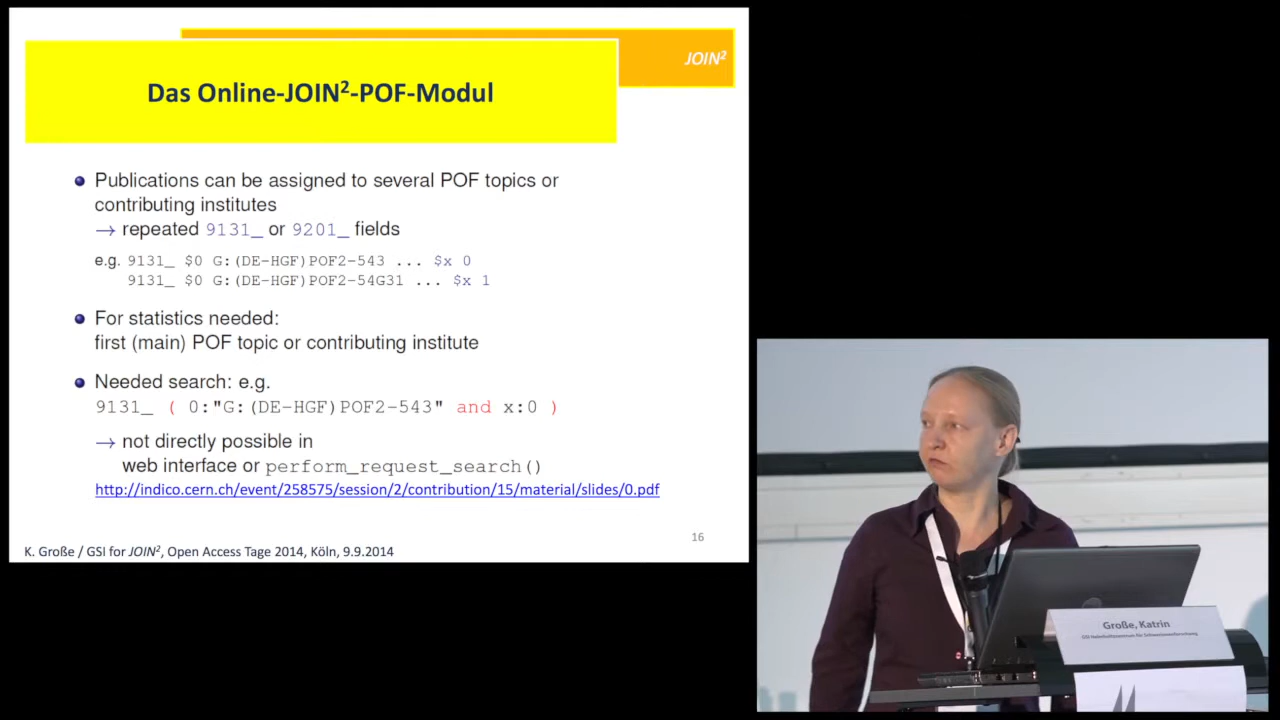 JOIN²
Das Online-JOIN²-POF-Modul
Publications can be assigned to several POF topics or
contributing institutes
→ repeated 9131_ or 9201_ fields
e.g. 9131_ $0 G:(DE-HGF)POF2-543 ... $x 0
9131_ $0 G:(DE-HGF)POF2-54G31 ... $x 1
For statistics needed:
first (main) POF topic or contributing institute
Needed search: e.g.
9131_ ( 0:"G:(DE-HGF)POF2-543" and x:0 )
→ not directly possible in
web interface or perform_request_search()
http://indico.cern.ch/event/258575/session/2/contribution/15/material/slides/0.pdf
16
K. Große / GSI for JOIN², Open Access Tage 2014, Köln, 9.9.2014
Große, Katrin
GSI Helmholtzzentrum für Schwerionenforschung